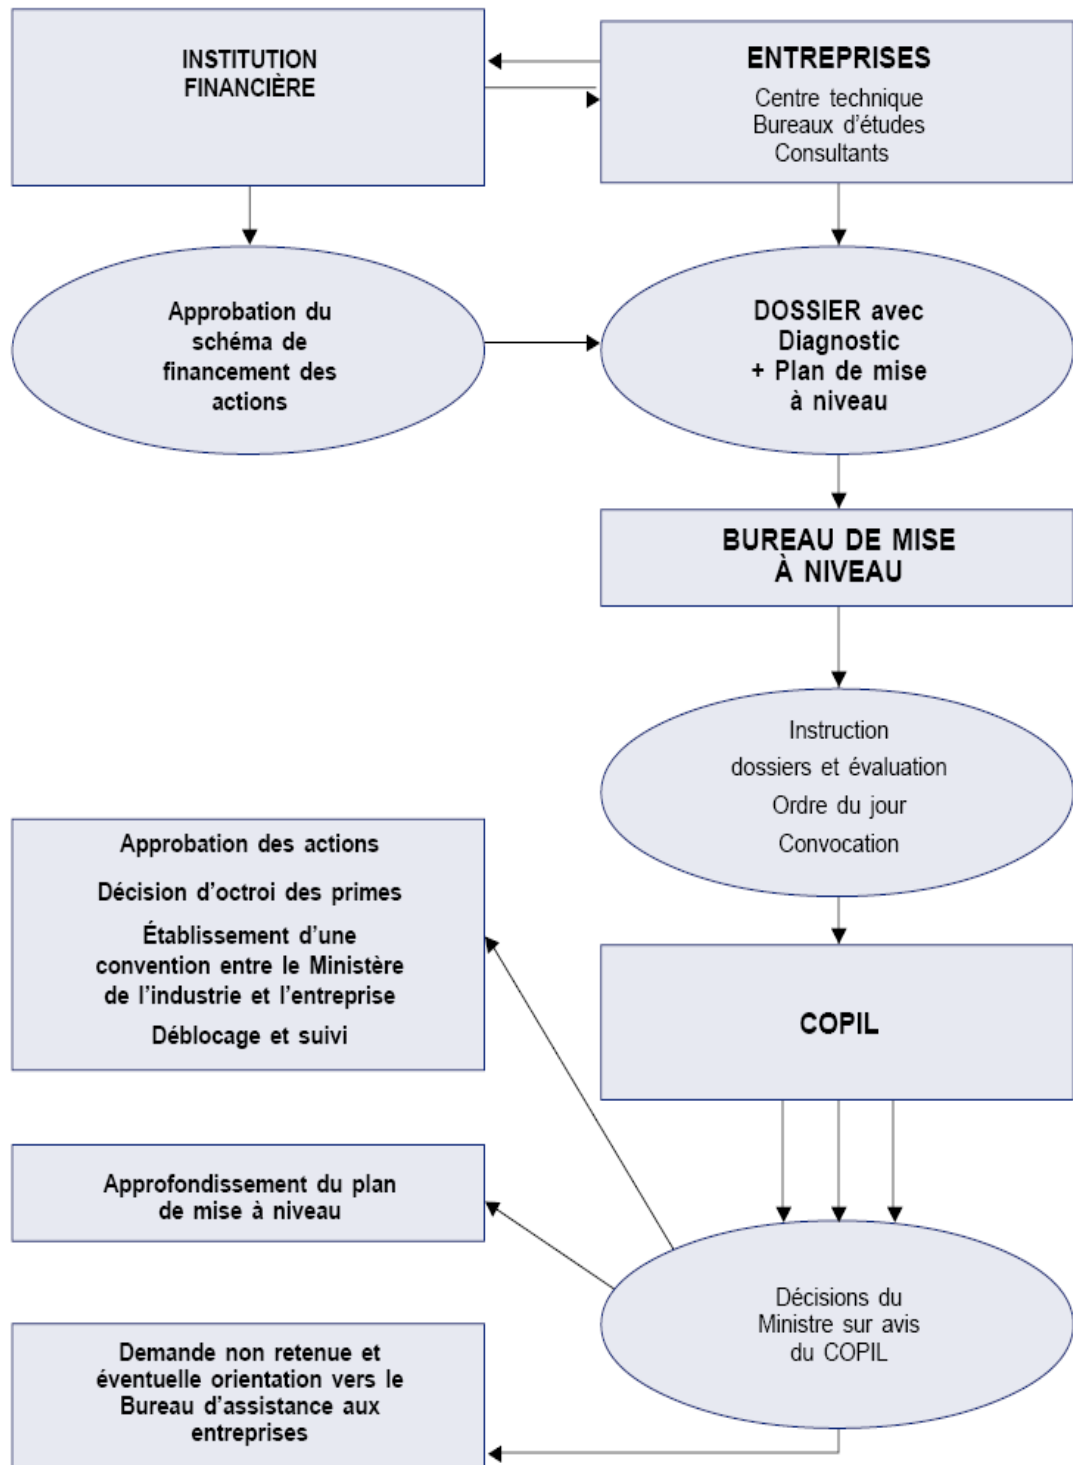 INSTITUTION
FINANCIÈRE
ENTREPRISES
Centre technique
Bureaux d'études
Consultants
Approbation du
schéma de
financement des
actions
DOSSIER avec
Diagnostic
+ Plan de mise
à niveau
BUREAU DE MISE
À NIVEAU
Instruction
dossiers et évaluation
Ordre du jour
Convocation
Approbation des actions
Décision d'octroi des primes
Établissement d'une
convention entre le Ministère
de l'industrie et l'entreprise
Déblocage et suivi
COPIL
Approfondissement du plan
de mise à niveau
Décisions du
Ministre sur avis
du COPIL
Demande non retenue et
éventuelle orientation vers le
Bureau d'assistance aux
entreprises